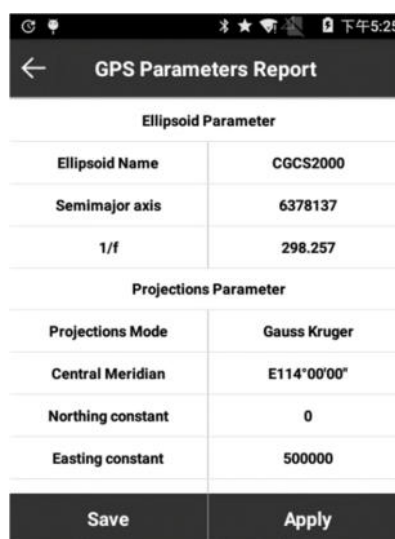 下午5:25
GPS Parameters Report
Ellipsoid Parameter
Ellipsoid Name CGCS2000
Semimajor axis 6378137
1/f 298.257
Projections Parameter
Projections Mode Gauss Kruger
Central Meridian E114°00'00"
Northing constant 0
Easting constant 500000
Save Apply